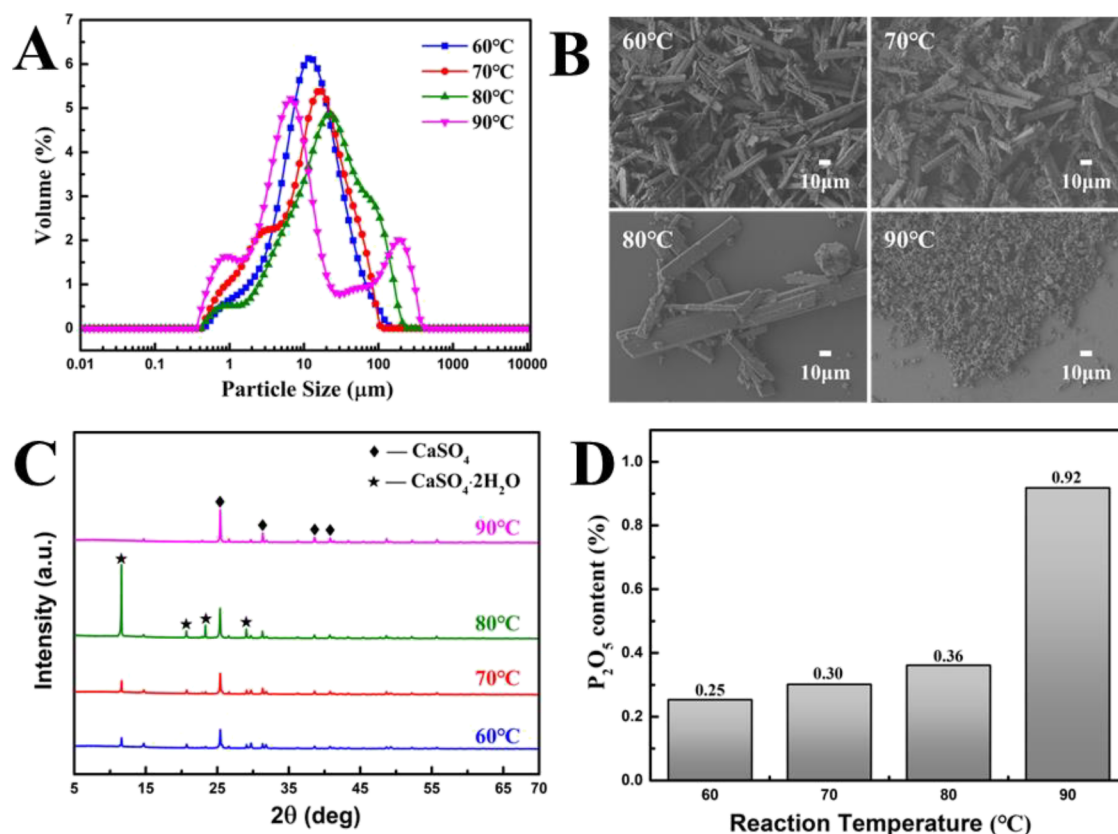 A
7
6
5
4
3
2
1
0
Volume (%)
60°C
70°C
80°C
90°C
0.01 0.1 1 10 100 1000 10000
Particle Size (μm)
B
60°C
10μm
70°C
10μm
80°C
10μm
90°C
10μm
C
Intensity (a.u.)
♦ — CaSO₄
★ — CaSO₄·2H₂O
90°C
80°C
70°C
60°C
5 15 25 35 45 55 65 70
2θ (deg)
D
1.0
0.8
0.6
0.4
0.2
0.0
P₂O₅ content (%)
0.25
0.30
0.36
0.92
60 70 80 90
Reaction Temperature (°C)